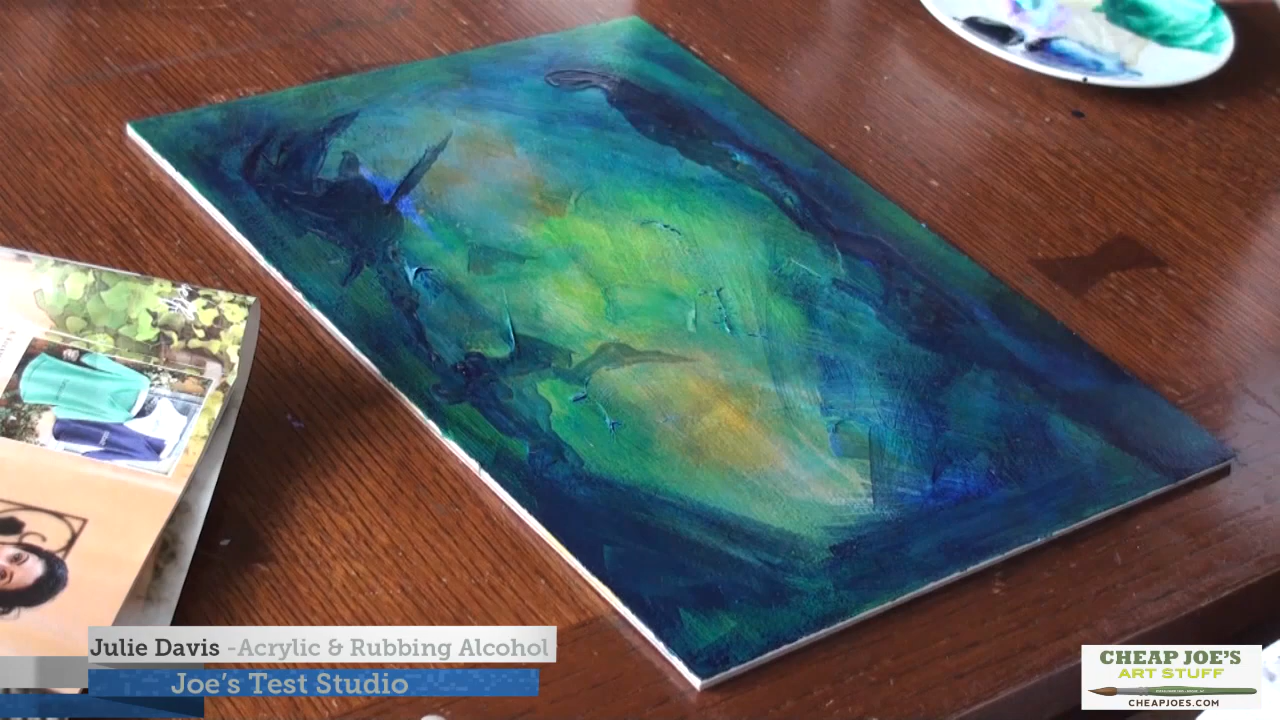 Julie Davis -Acrylic & Rubbing Alcohol
Joe's Test Studio
CHEAP JOE'S
ART STUFF
CHEAPJOES.COM